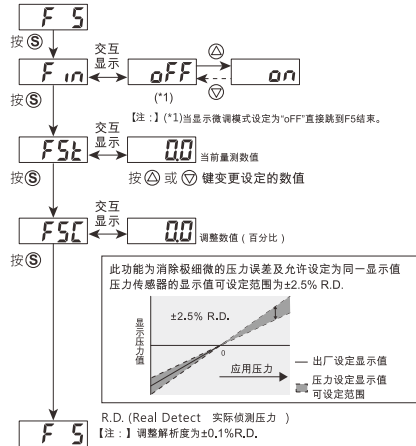 F 5
按Ⓢ
交互
显示
F in
oFF
on
(*1)
按Ⓢ
【注：】(*1)当显示微调模式设定为“oFF”直接跳到F5结束。
交互
显示
FSt
0.0
当前量测数值
按Ⓢ
按△或▽键变更设定的数值
交互
显示
FSC
0.0
调整数值（百分比）
按Ⓢ
此功能为消除极细微的压力误差及允许设定为同一显示值
压力传感器的显示值可设定范围为±2.5% R.D.
显示压力值
±2.5% R.D.
0
应用压力
出厂设定显示值
压力设定显示值
可设定范围
R.D. (Real Detect 实际侦测压力 )
F 5
【注：】调整解析度为±0.1%R.D.